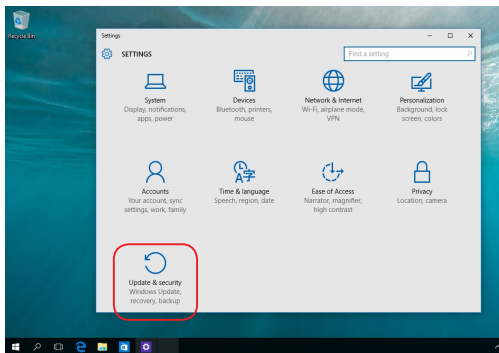 Recycle Bin
Settings
SETTINGS
Find a setting
System
Display, notifications,
apps, power
Devices
Bluetooth, printers,
mouse
Network & Internet
Wi-Fi, airplane mode,
VPN
Personalization
Background, lock
screen, colors
Accounts
Your account, sync
settings, work, family
Time & language
Speech, region, date
Ease of Access
Narrator, magnifier,
high contrast
Privacy
Location, camera
Update & security
Windows Update,
recovery, backup